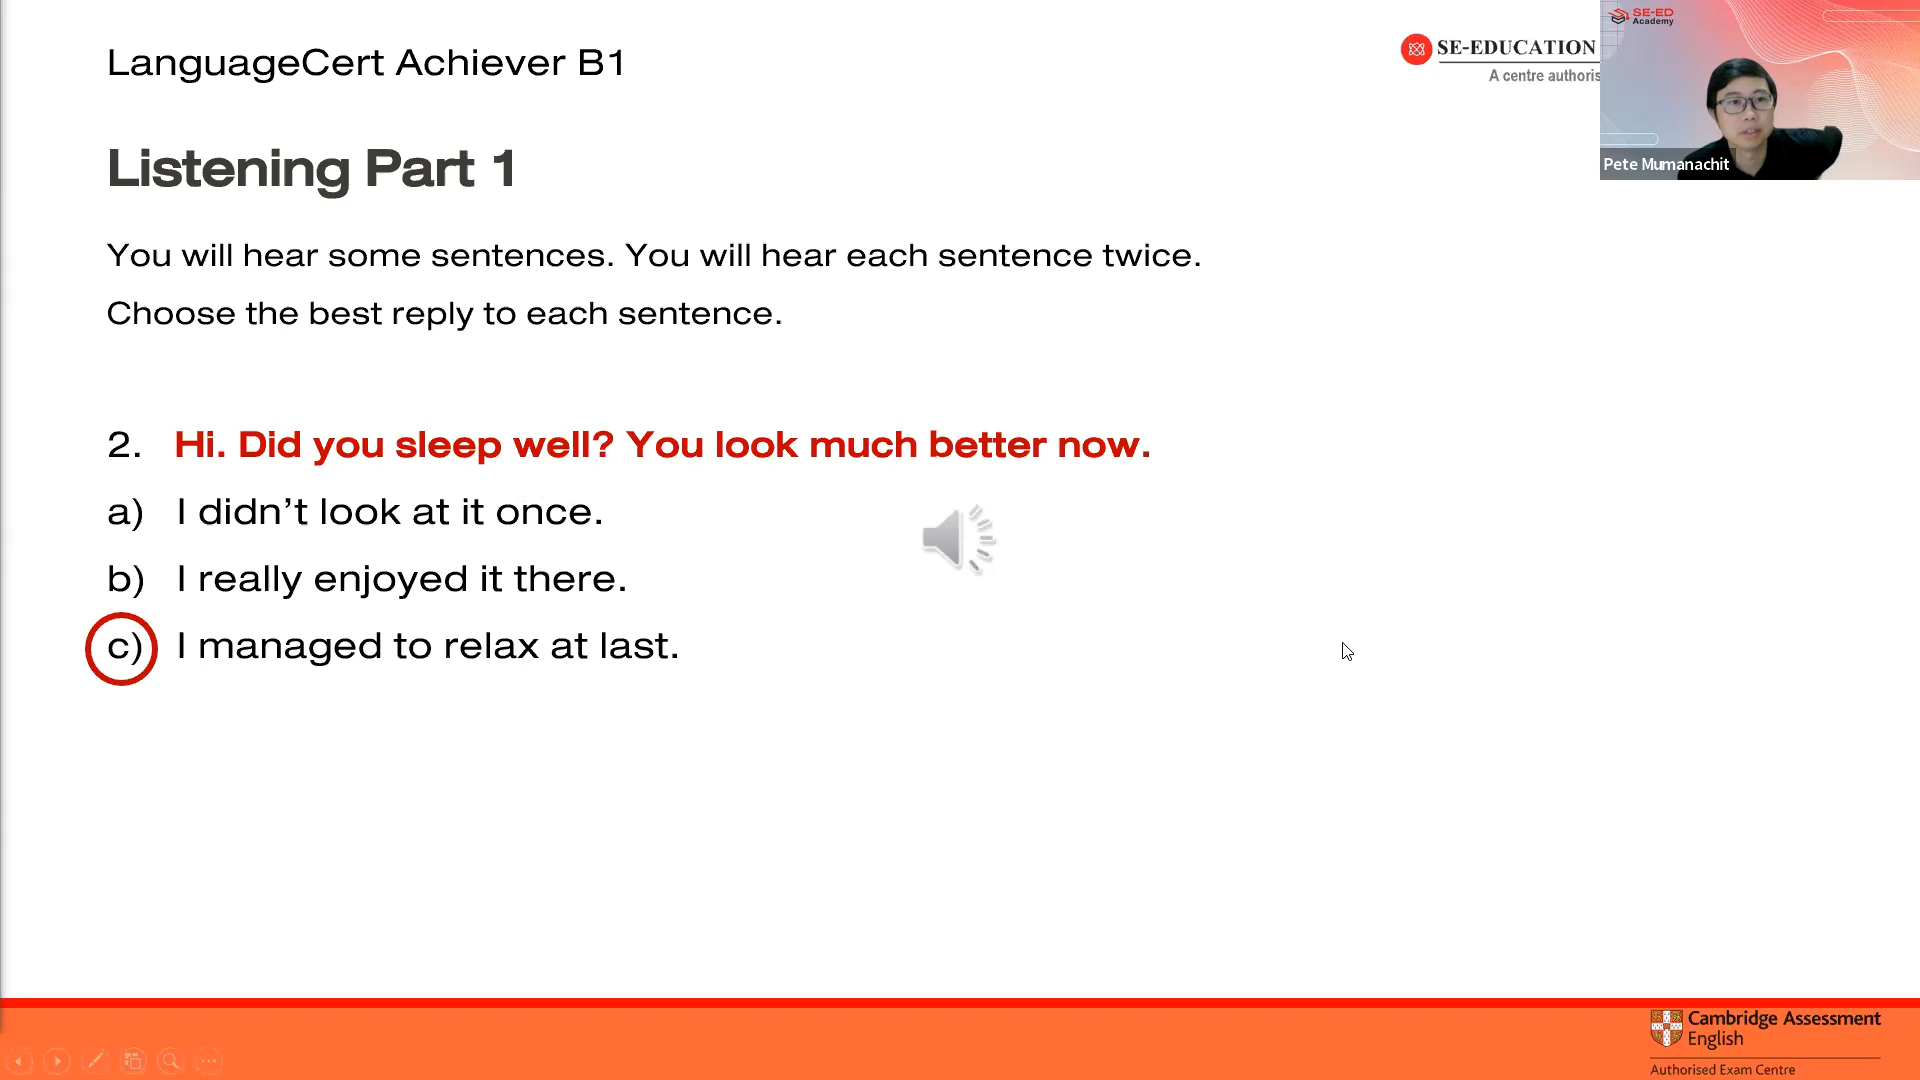 LanguageCert Achiever B1
SE-EDUCATION
A centre authoris
SE-ED
Academy
Pete Mumanachit
Listening Part 1
You will hear some sentences. You will hear each sentence twice.
Choose the best reply to each sentence.
2. Hi. Did you sleep well? You look much better now.
a) I didn’t look at it once.
b) I really enjoyed it there.
c) I managed to relax at last.
Cambridge Assessment
English
Authorised Exam Centre